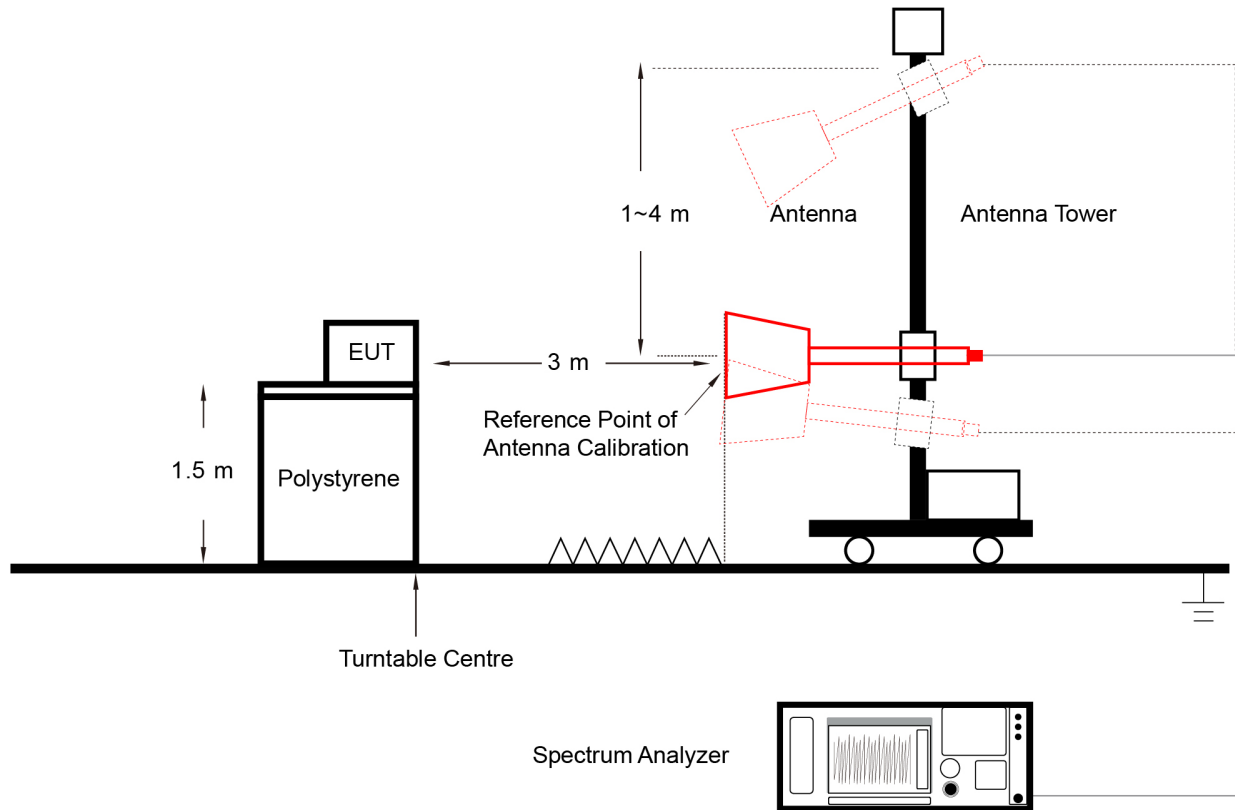 1~4 m
Antenna
Antenna Tower
EUT
3 m
Reference Point of
Antenna Calibration
1.5 m
Polystyrene
Turntable Centre
Spectrum Analyzer